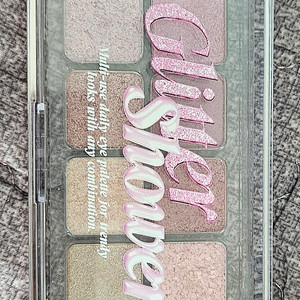 Glitter
Shower
Multi-use daily eye palette for trendy
looks with any combination.